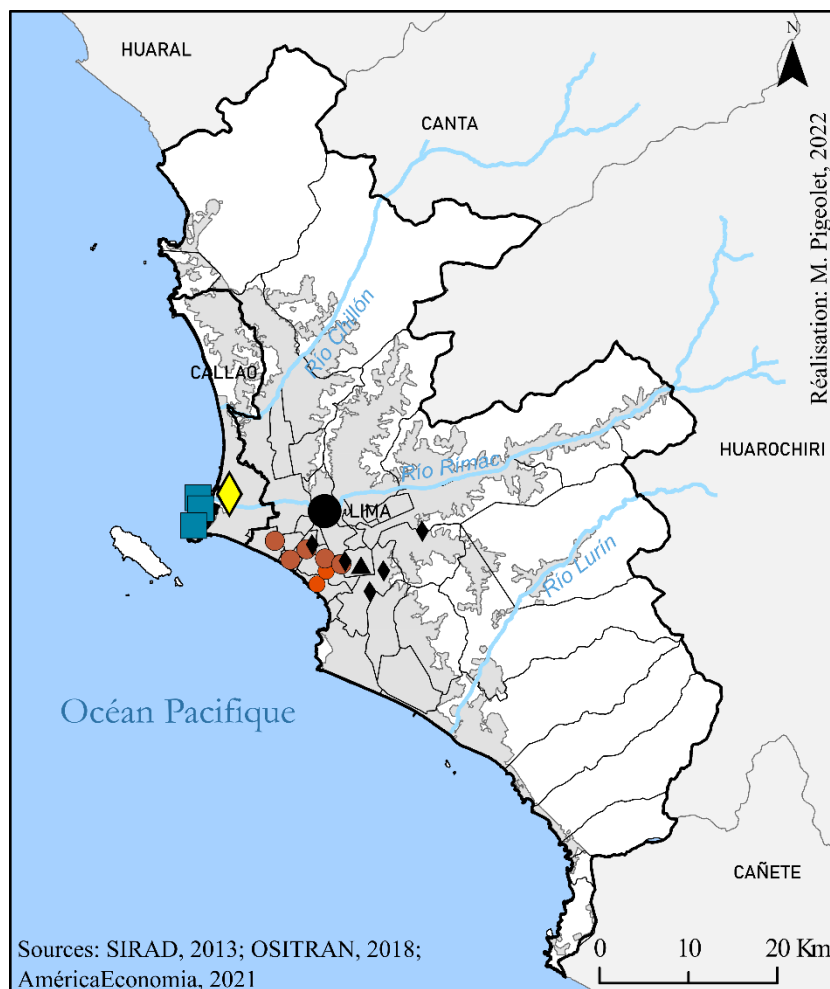 HUARAL
N
CANTA
Réalisation: M. Pigeolet, 2022
Río Chillón
CALLAO
HUAROCHIRI
Río Rimac
LIMA
Río Lurín
Océan Pacifique
CAÑETE
Sources: SIRAD, 2013; OSITRAN, 2018;
AméricaEconomia, 2021
0 10 20 Km